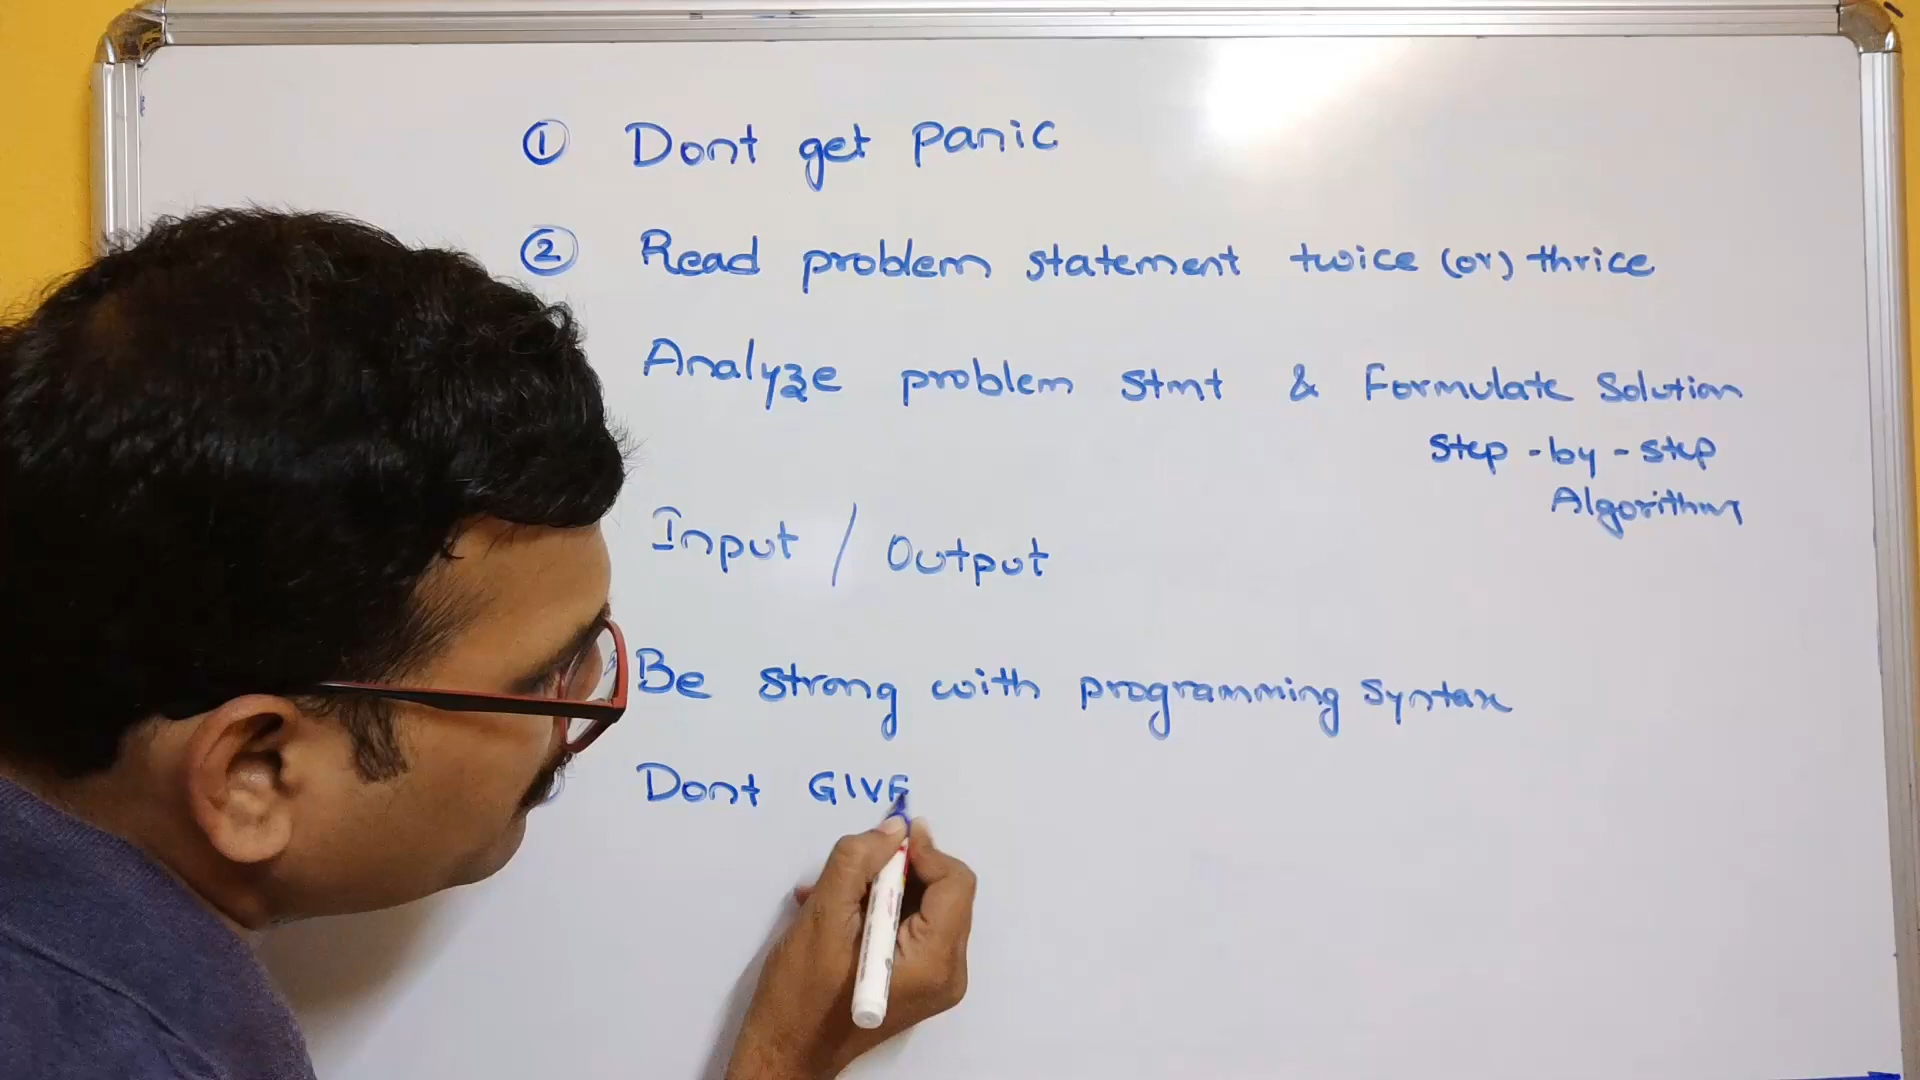 ① Dont get panic
② Read problem statement twice (or) thrice
Analyze problem stmt & Formulate Solution
Step - by - step
Algorithm
Input / Output
Be strong with programming Syntax
Dont GIVE